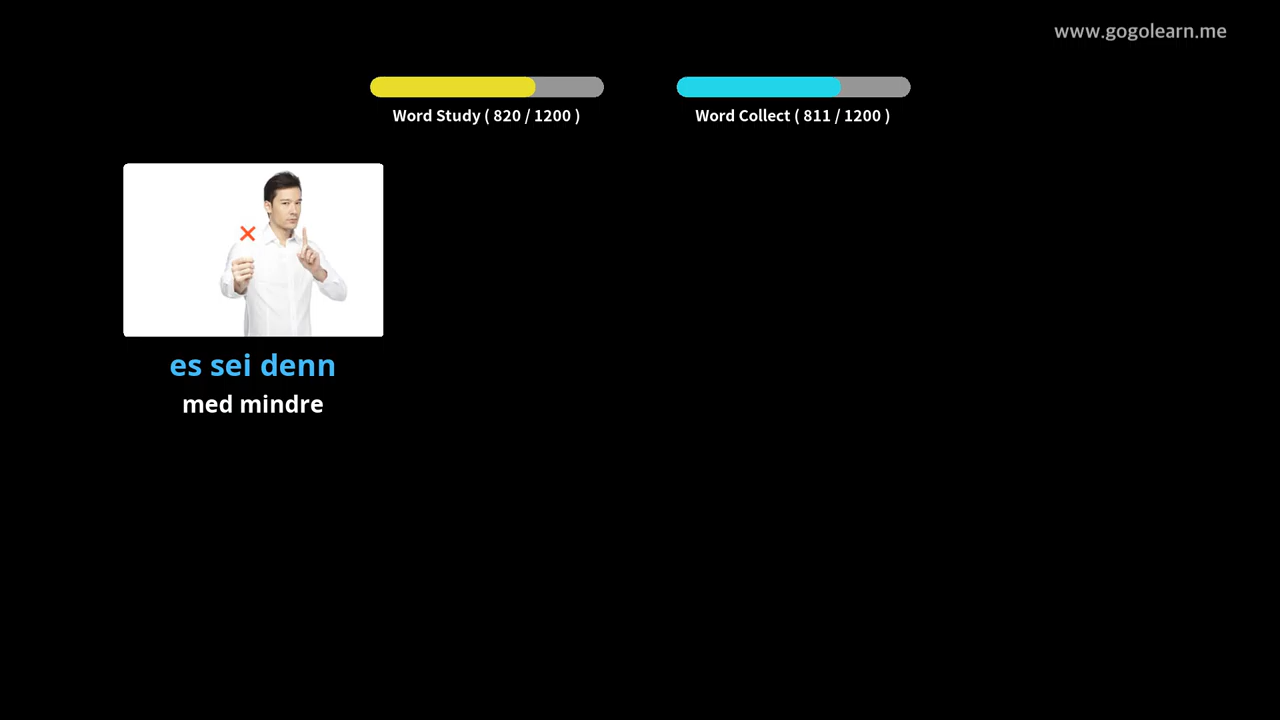 www.gogolearn.me
Word Study ( 820 / 1200 )
Word Collect ( 811 / 1200 )
es sei denn
med mindre